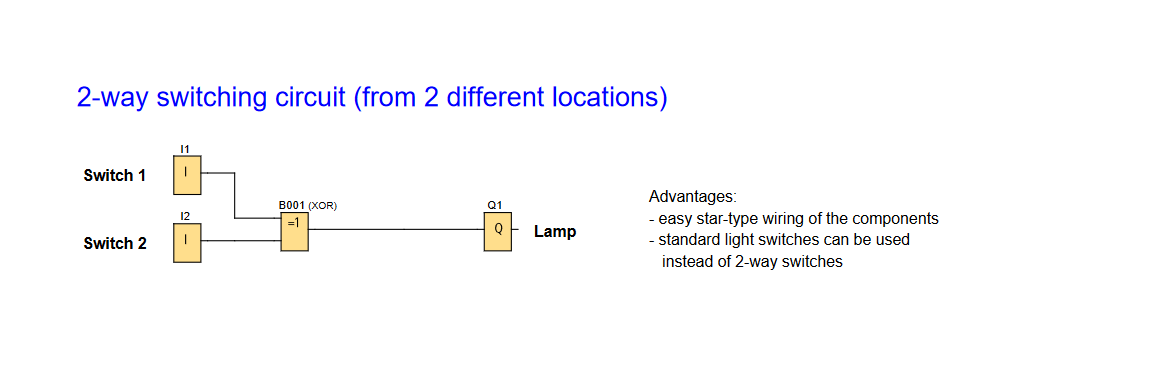 2-way switching circuit (from 2 different locations)
I1
Switch 1
I
B001 (XOR)
=1
I2
Switch 2
I
Q1
Q
Lamp
Advantages:
- easy star-type wiring of the components
- standard light switches can be used
instead of 2-way switches